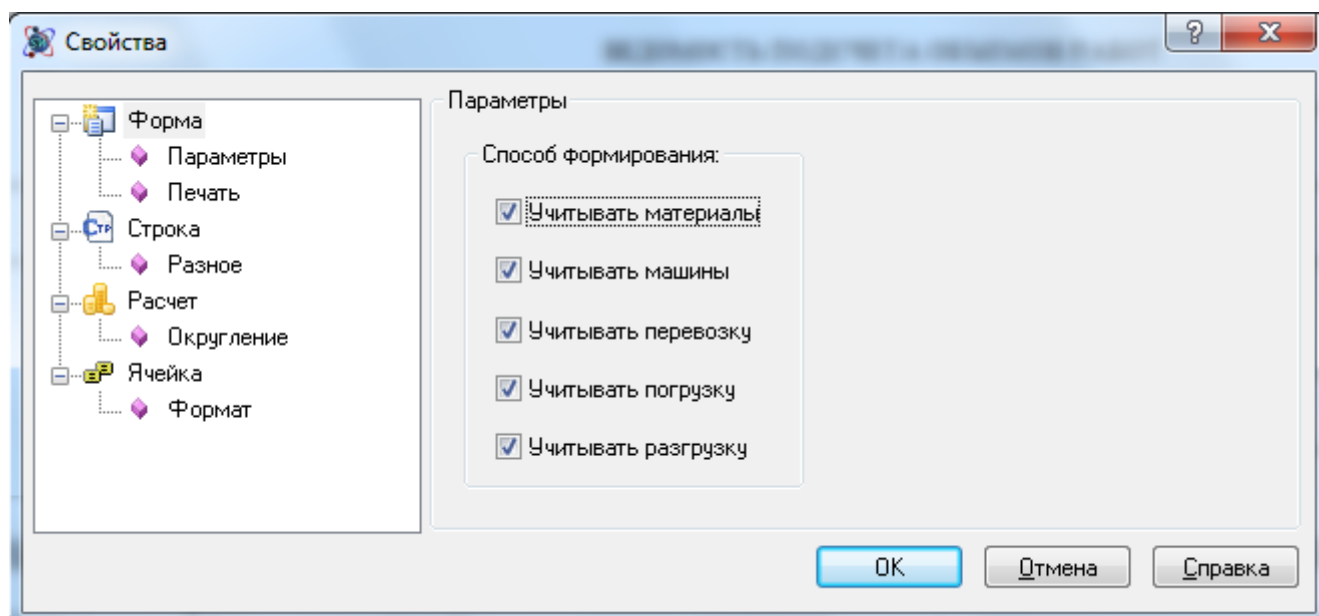 Свойства
Форма
Параметры
Печать
Строка
Разное
Расчет
Округление
Ячейка
Формат
Параметры
Способ формирования:
Учитывать материалы
Учитывать машины
Учитывать перевозку
Учитывать погрузку
Учитывать разгрузку
OK
Отмена
Справка